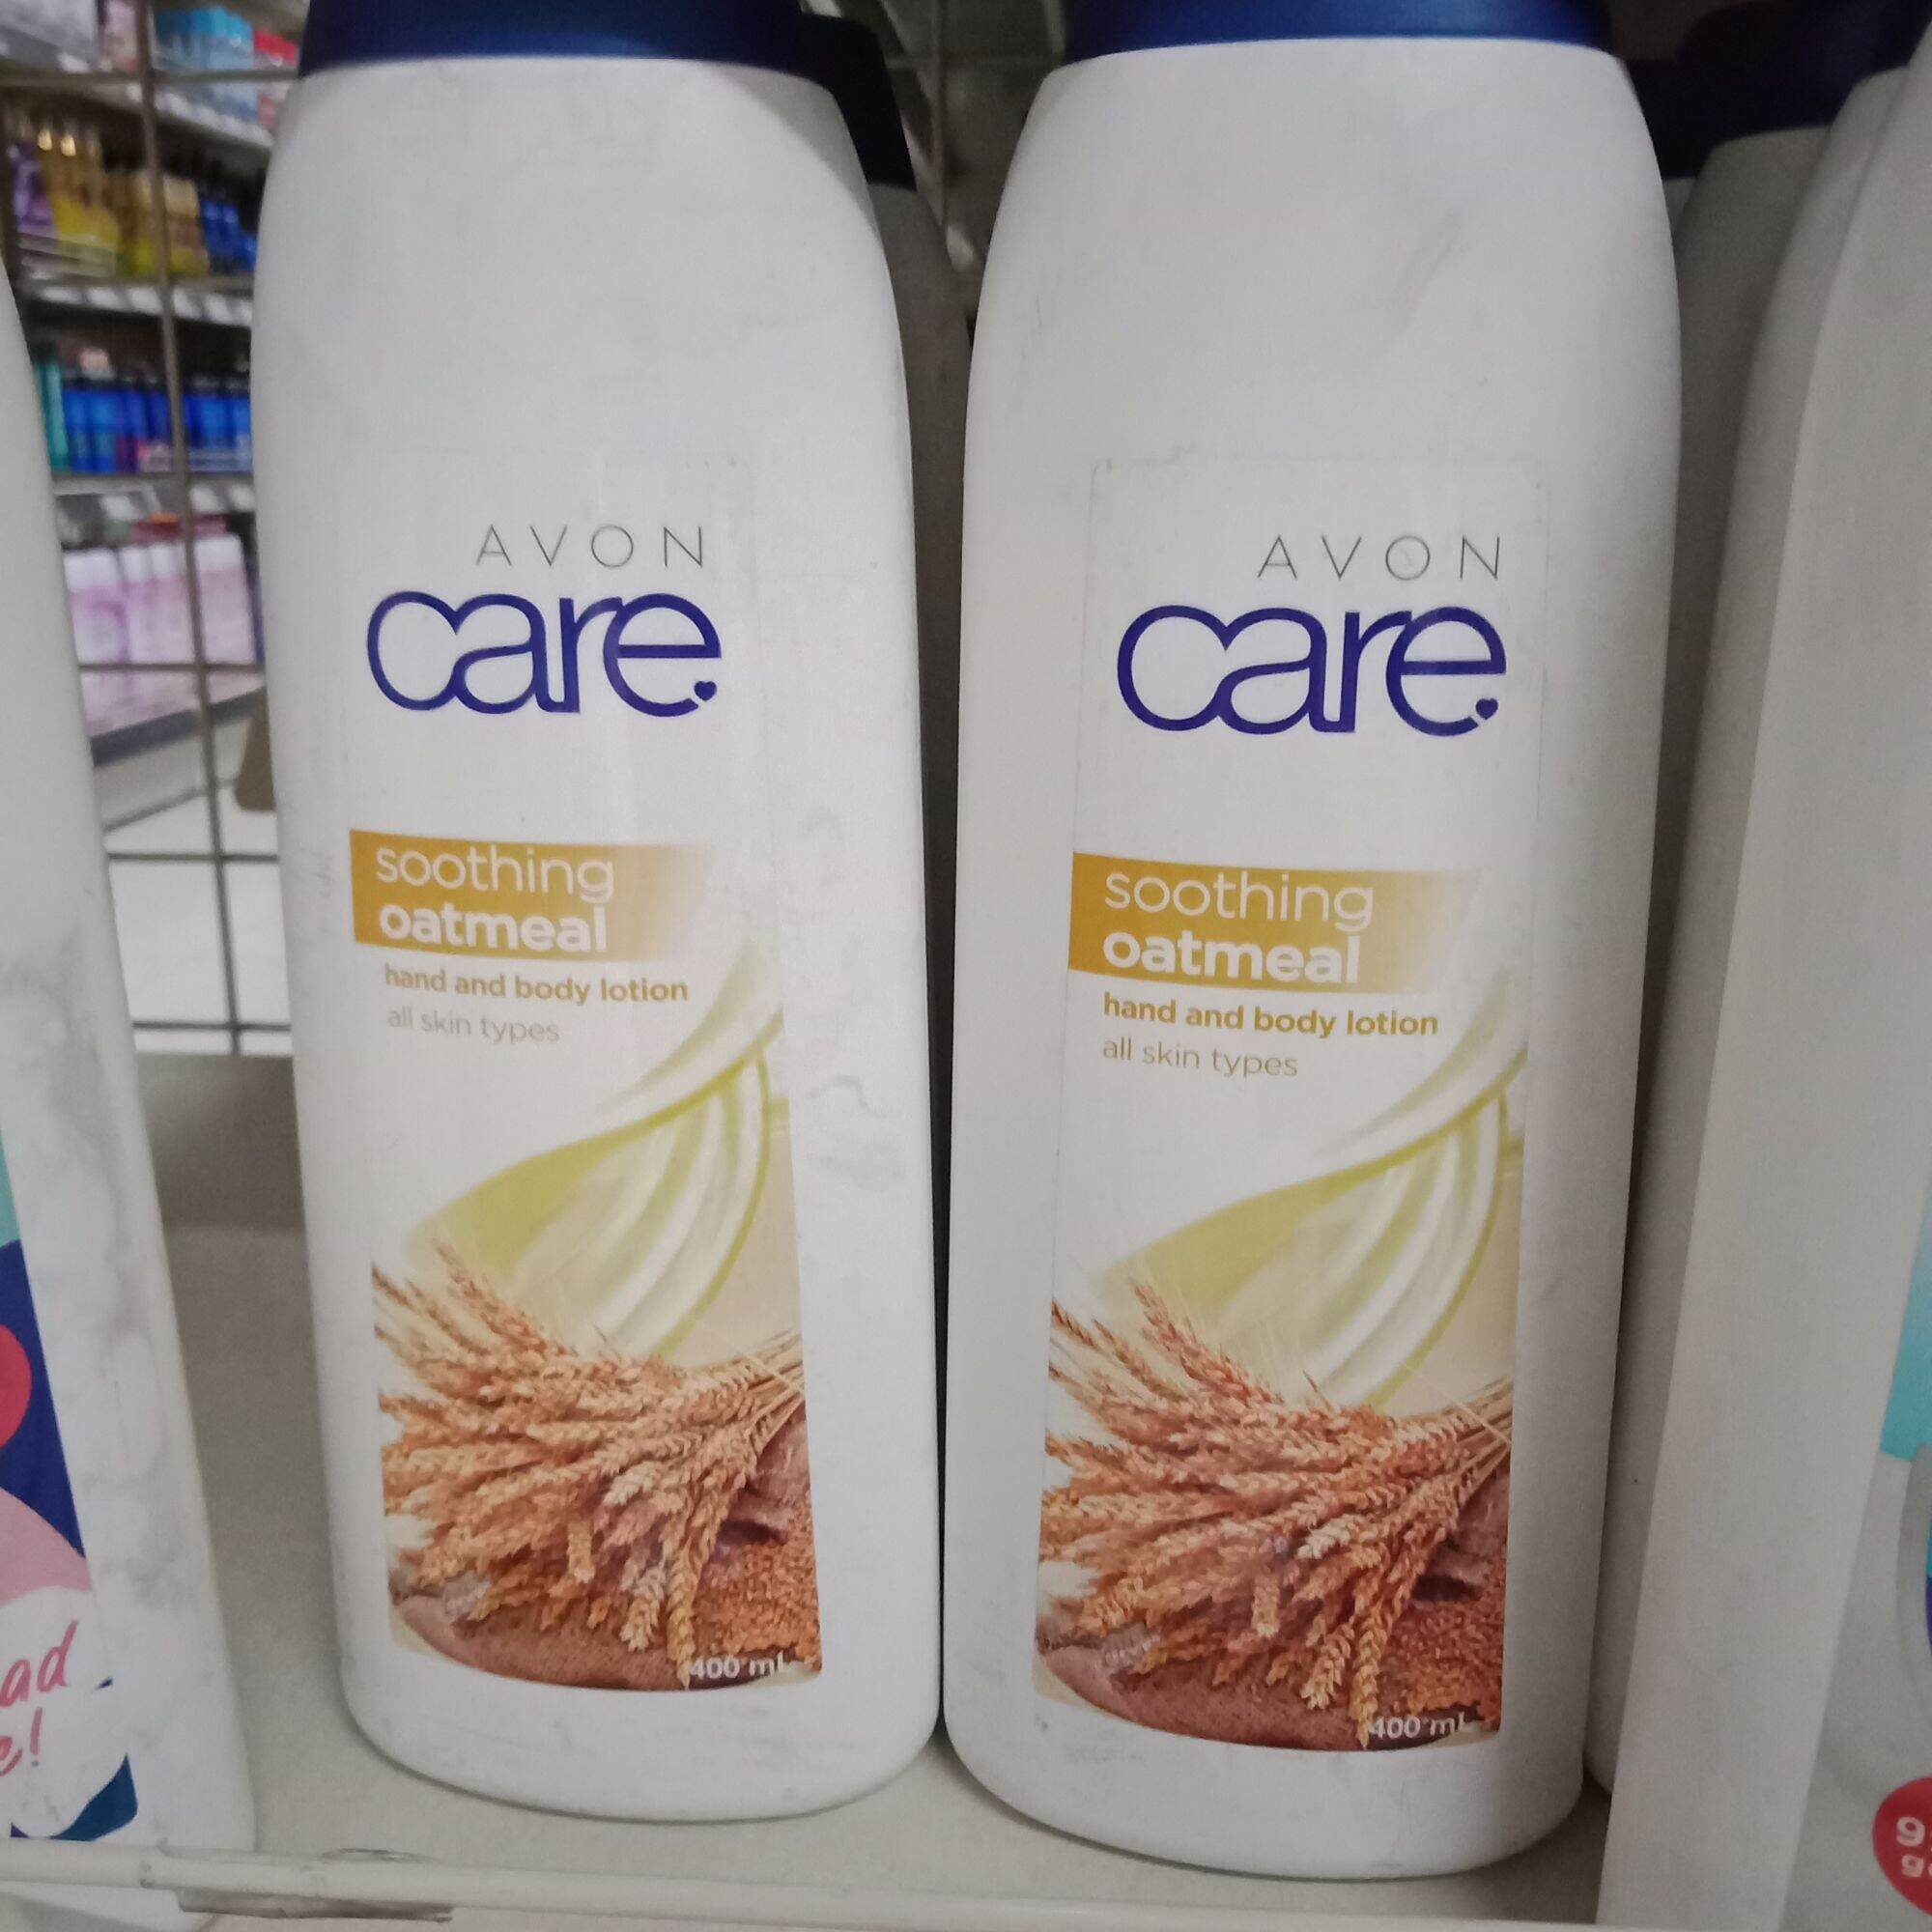 AVON
care
soothing
oatmeal
hand and body lotion
all skin types
400 mL
AVON
care
soothing
oatmeal
hand and body lotion
all skin types
400 mL